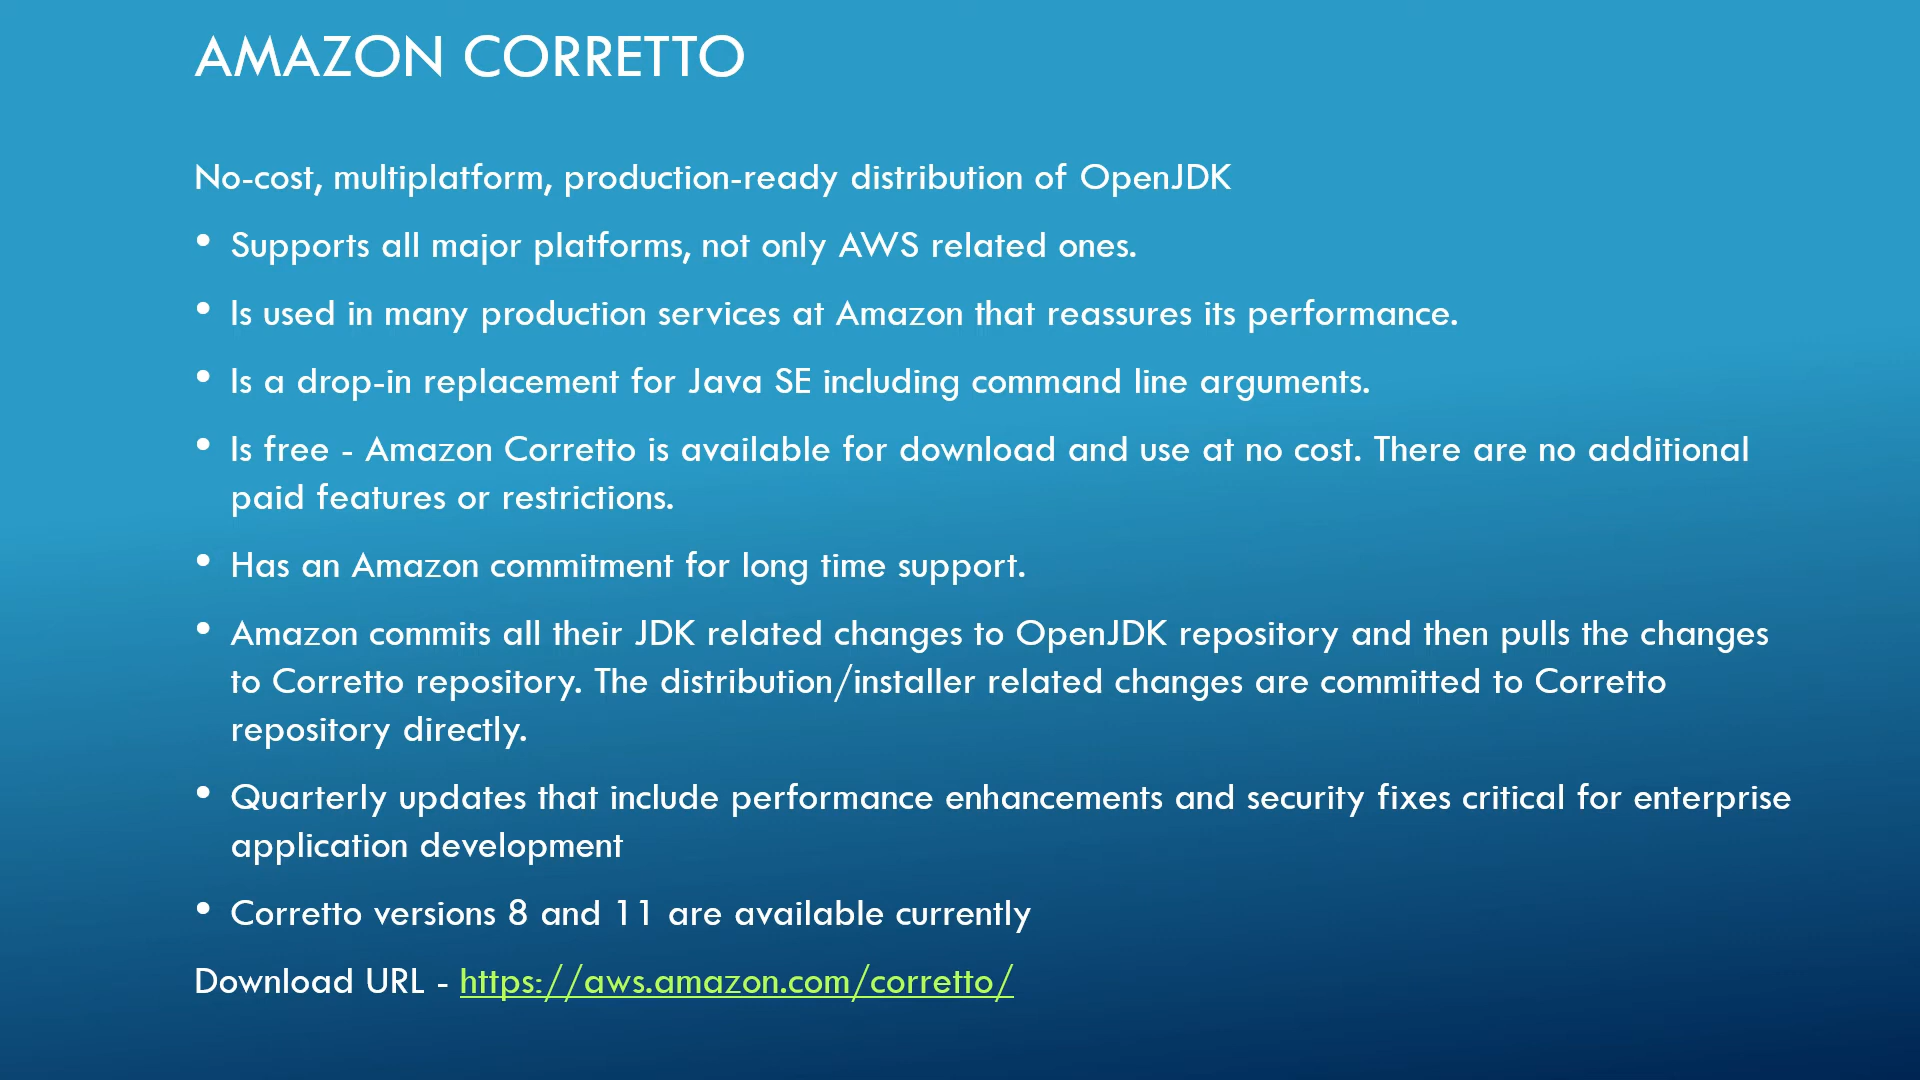 AMAZON CORRETTO
No-cost, multiplatform, production-ready distribution of OpenJDK
• Supports all major platforms, not only AWS related ones.
• Is used in many production services at Amazon that reassures its performance.
• Is a drop-in replacement for Java SE including command line arguments.
• Is free - Amazon Corretto is available for download and use at no cost. There are no additional
paid features or restrictions.
• Has an Amazon commitment for long time support.
• Amazon commits all their JDK related changes to OpenJDK repository and then pulls the changes
to Corretto repository. The distribution/installer related changes are committed to Corretto
repository directly.
• Quarterly updates that include performance enhancements and security fixes critical for enterprise
application development
• Corretto versions 8 and 11 are available currently
Download URL - https://aws.amazon.com/corretto/